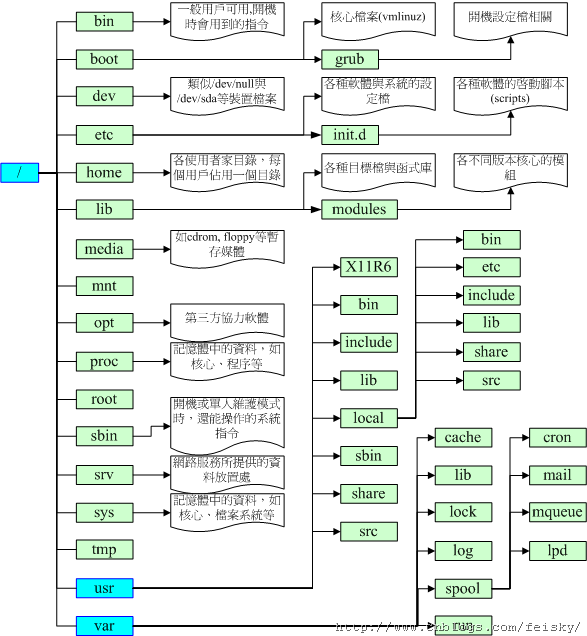 bin
一般用戶可用,開機
時會用到的指令
核心檔案(vmlinuz)
開機設定檔相關
boot
grub
dev
類似/dev/null與
/dev/sda等裝置檔案
各種軟體與系統的設
定檔
各種軟體的啓動腳本
(scripts)
etc
init.d
/
home
各使用者家目錄，每
個用戶佔用一個目錄
各種目標檔與函式庫
各不同版本核心的模
組
lib
modules
media
如cdrom, floppy等暫
存媒體
mnt
opt
第三方協力軟體
proc
記憶體中的資料，如
核心、程序等
root
sbin
開機或單人維護模式
時，還能操作的系統
指令
srv
網路服務所提供的資
料放置處
sys
記憶體中的資料，如
核心、檔案系統等
tmp
usr
var
X11R6
bin
include
lib
local
sbin
share
src
bin
etc
include
lib
share
src
cache
lib
lock
log
spool
run
cron
mail
mqueue
lpd
http://www.cnblogs.com/feisky/